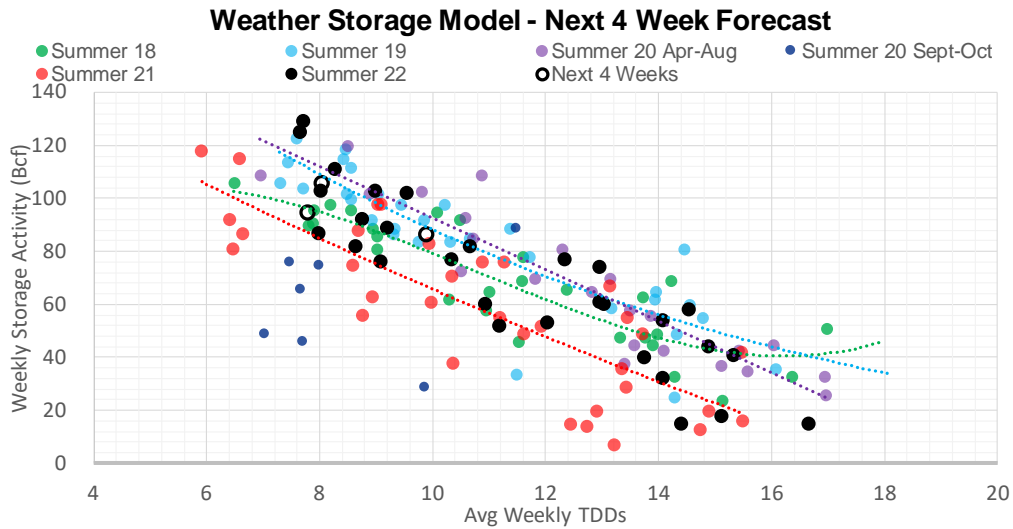 Weather Storage Model - Next 4 Week Forecast
Summer 18 Summer 19 Summer 20 Apr-Aug Summer 20 Sept-Oct
Summer 21 Summer 22 Next 4 Weeks
140
120
100
80
60
40
20
0
Weekly Storage Activity (Bcf)
4 6 8 10 12 14 16 18 20
Avg Weekly TDDs